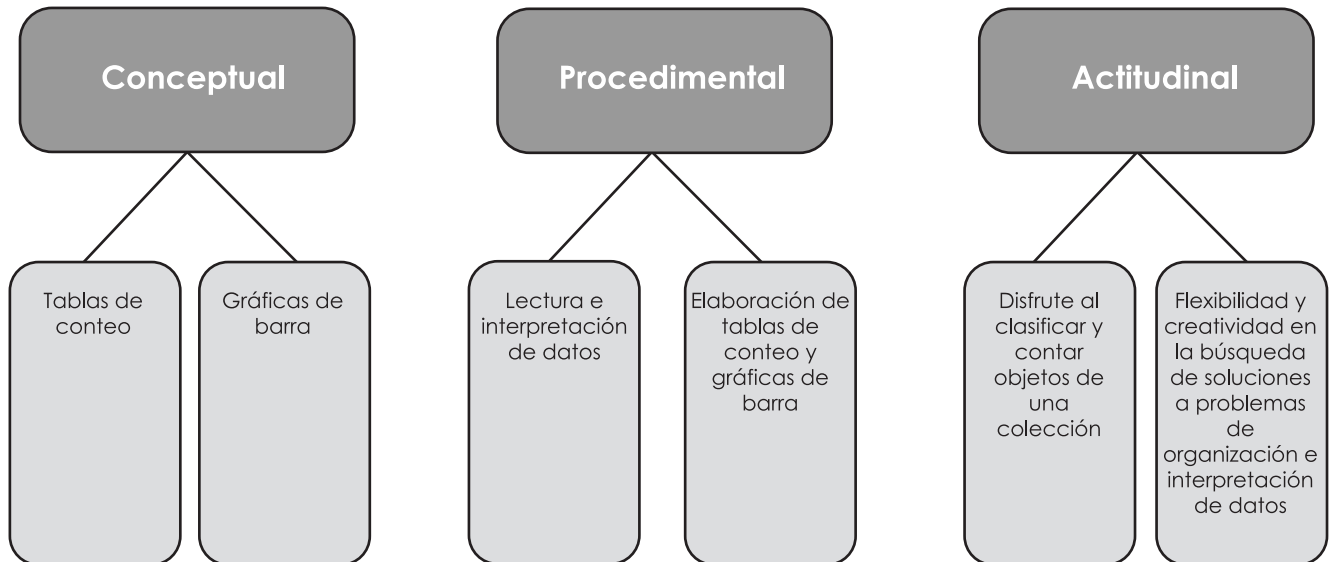 Conceptual
Procedimental
Actitudinal
Tablas de
conteo
Gráficas de
barra
Lectura e
interpretación
de datos
Elaboración de
tablas de
conteo y
gráficas de
barra
Disfrute al
clasificar y
contar
objetos de
una
colección
Flexibilidad y
creatividad en
la búsqueda
de soluciones
a problemas
de
organización e
interpretación
de datos